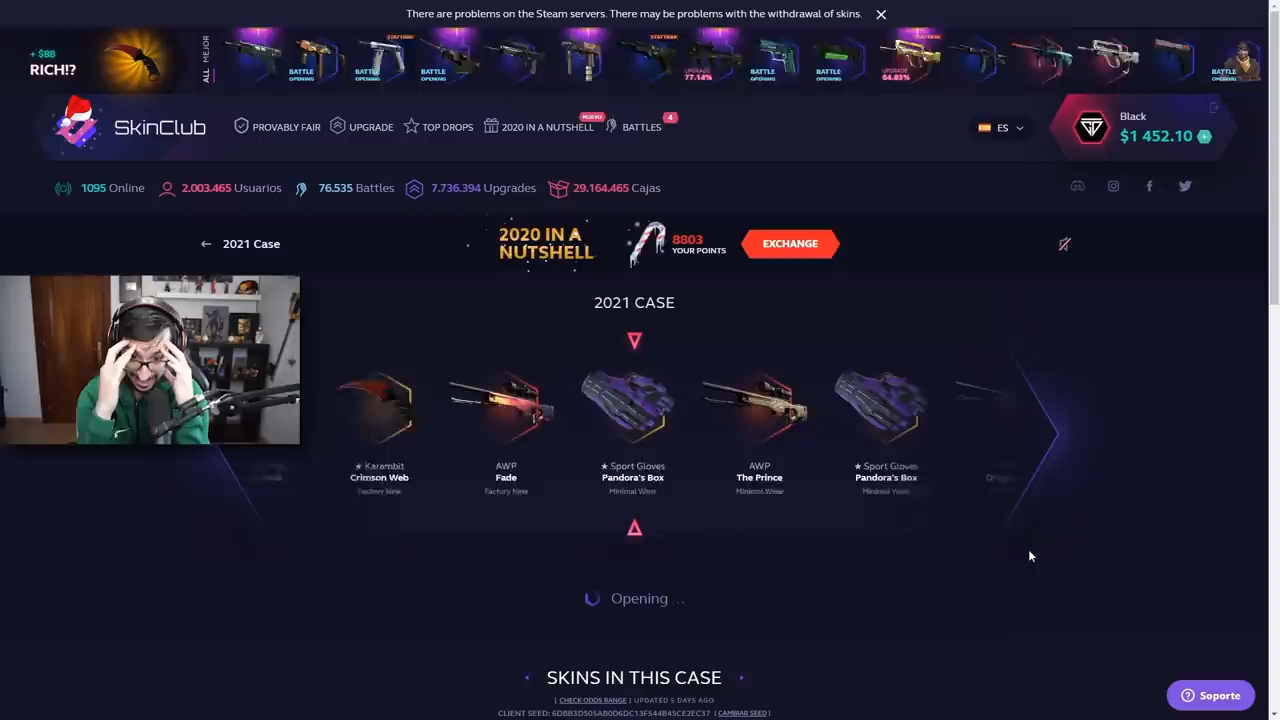 There are problems on the Steam servers. There may be problems with the withdrawal of skins.
+ $88
RICH!?
ALL
MEJOR
BATTLE OPENING
BATTLE OPENING
BATTLE OPENING
UPGRADE
77.14%
BATTLE OPENING
BATTLE OPENING
UPGRADE
64.83%
BATTLE OPENING
SkinClub
PROVABLY FAIR
UPGRADE
TOP DROPS
2020 IN A NUTSHELL
NUEVO
BATTLES
4
ES
Black
$1 452.10
1095 Online
2.003.465 Usuarios
76.535 Battles
7.736.394 Upgrades
29.164.465 Cajas
← 2021 Case
2020 IN A
NUTSHELL
8803
YOUR POINTS
EXCHANGE
2021 CASE
★ Karambit
Crimson Web
Factory New
AWP
Fade
Factory New
★ Sport Gloves
Pandora's Box
Minimal Wear
AWP
The Prince
Minimal Wear
★ Sport Gloves
Pandora's Box
Minimal Wear
Opening ...
SKINS IN THIS CASE
[ CHECK ODDS RANGE ] UPDATED 5 DAYS AGO
CLIENT SEED: 6DBB3D505AB0D6DC13F544B45CE2EC37 [ CAMBIAR SEED ]
Soporte